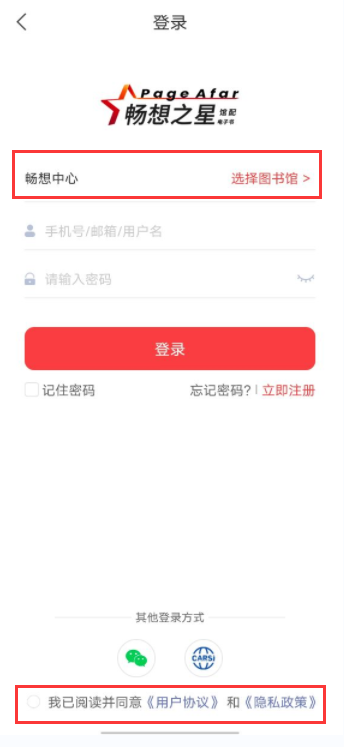 登录
Page Afar
畅想之星 馆配
电子书
畅想中心 选择图书馆 >
手机号/邮箱/用户名
请输入密码
登录
记住密码 忘记密码? | 立即注册
其他登录方式
CARSI
我已阅读并同意《用户协议》 和《隐私政策》